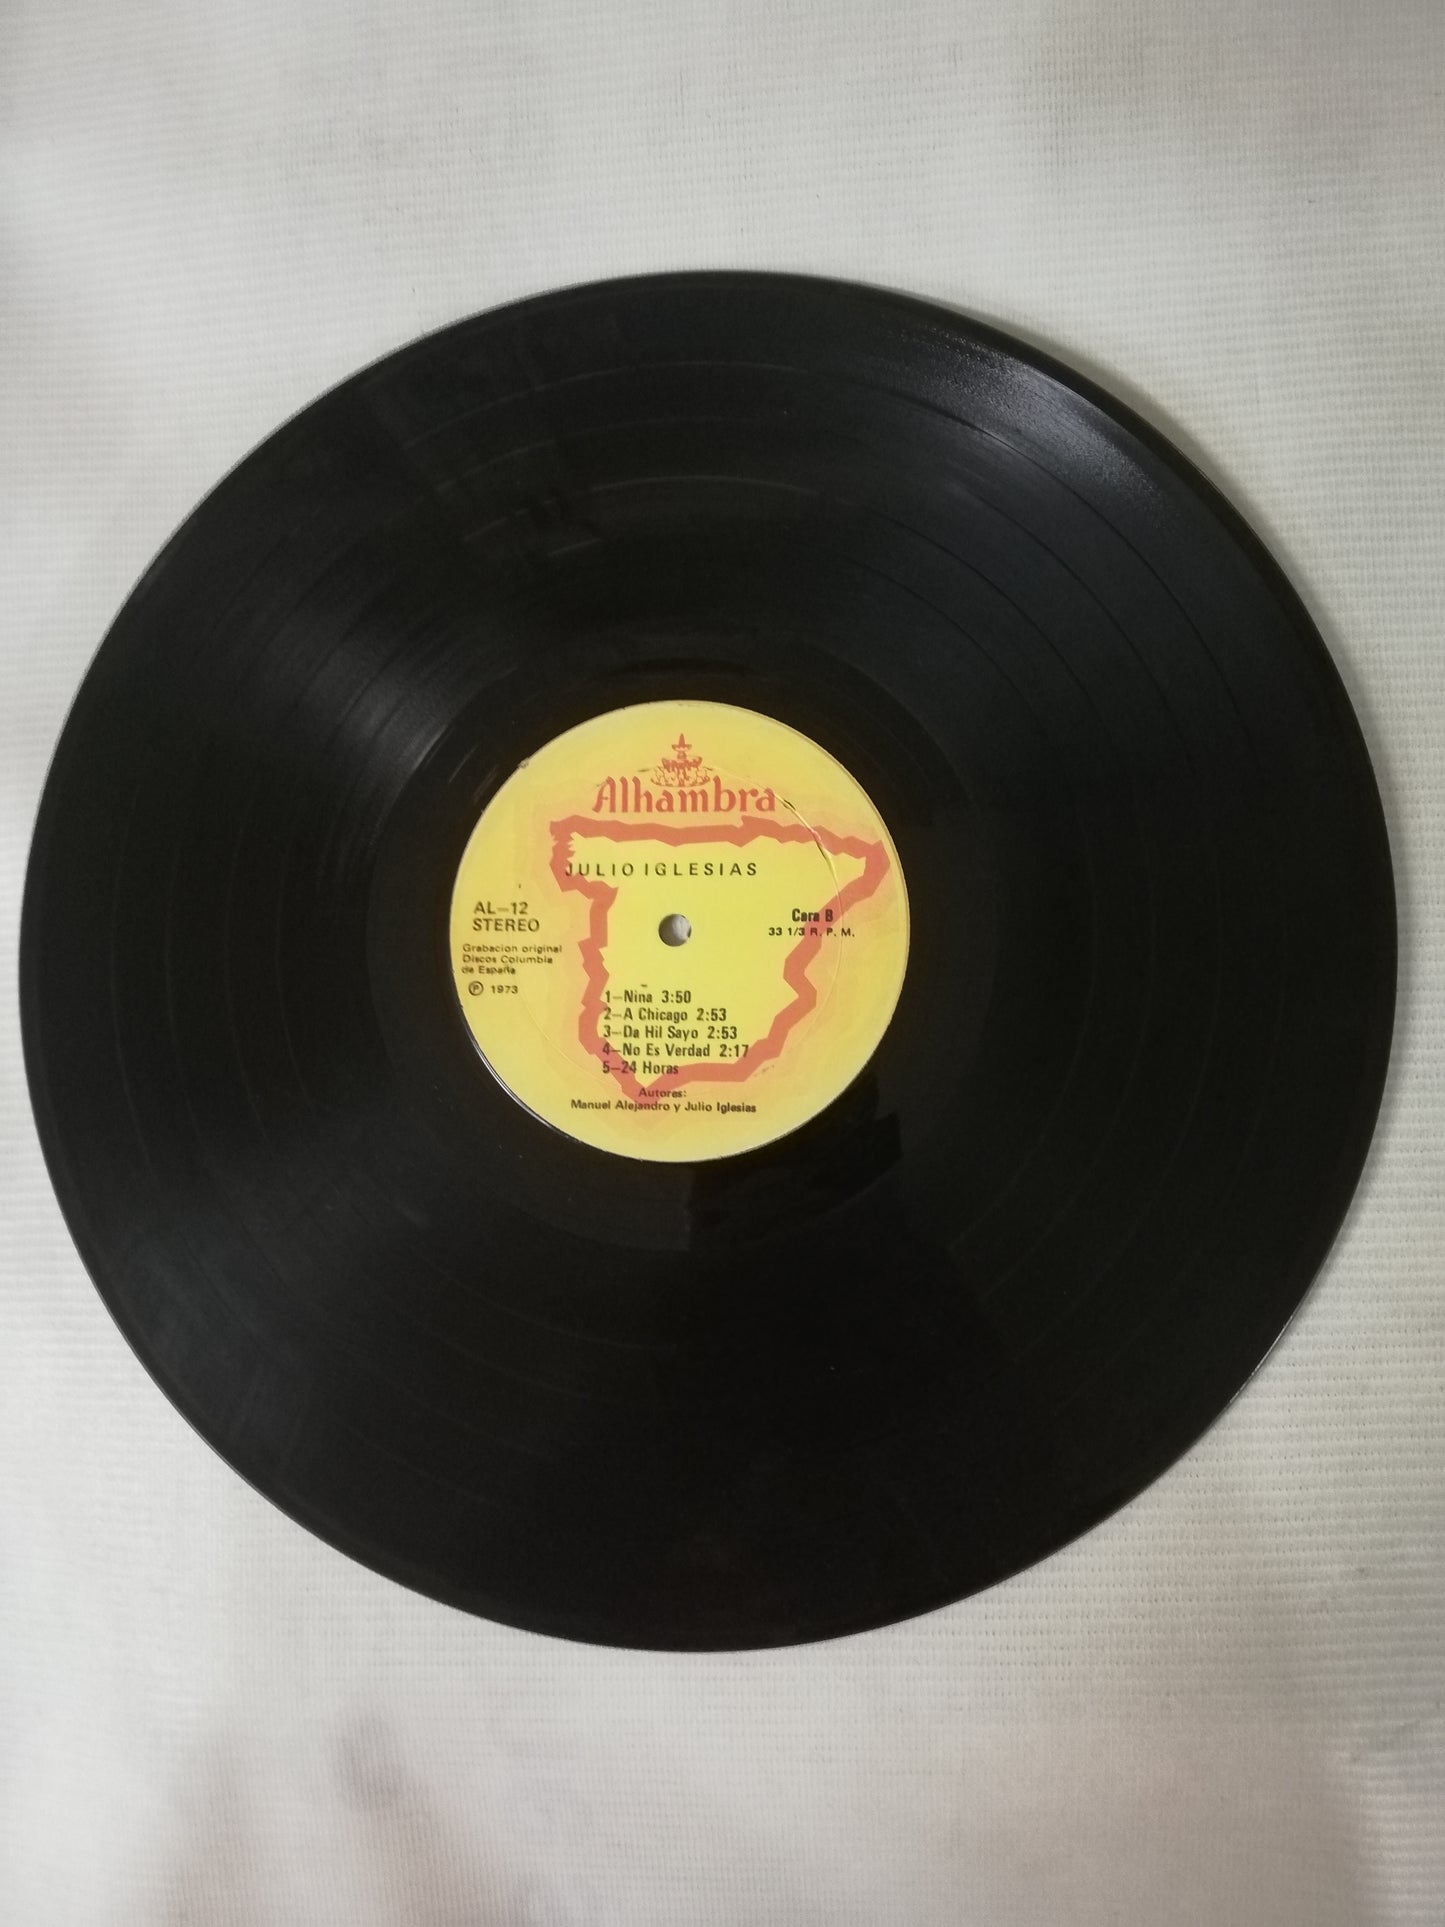 Alhambra
JULIO IGLESIAS
AL-12
STEREO
Cara B
33 1/3 R. P. M.
Grabacion original
Discos Columbia
de España
Ⓟ 1973
1-Niña 3:50
2-A Chicago 2:53
3-Da Hil Sayo 2:53
4-No Es Verdad 2:17
5-24 Horas
Autores:
Manuel Alejandro y Julio Iglesias